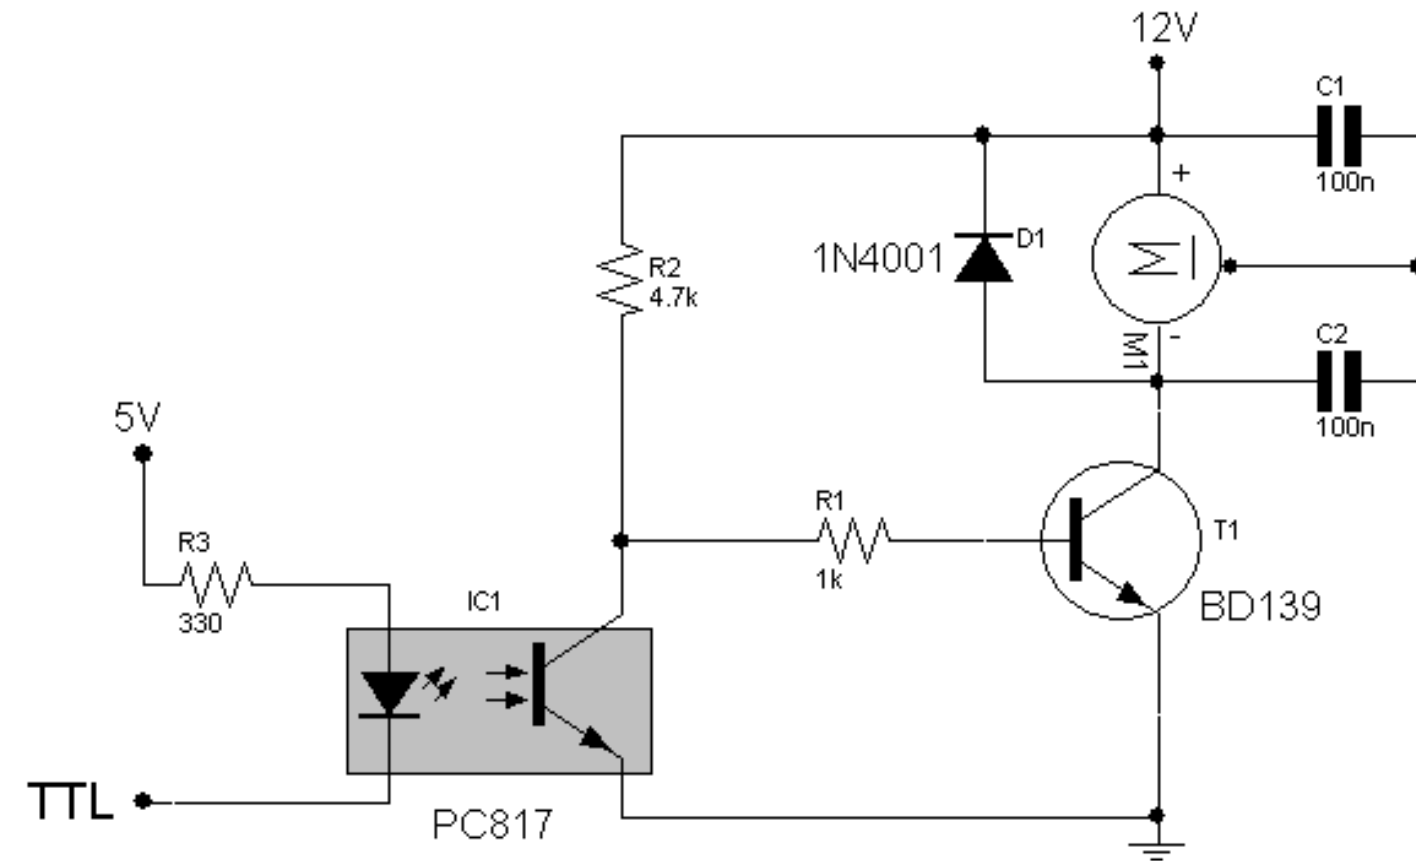 12V
C1
100n
+
1N4001
D1
R2
4.7k
M
M1
-
C2
100n
5V
R3
330
IC1
R1
1k
T1
BD139
TTL
PC817